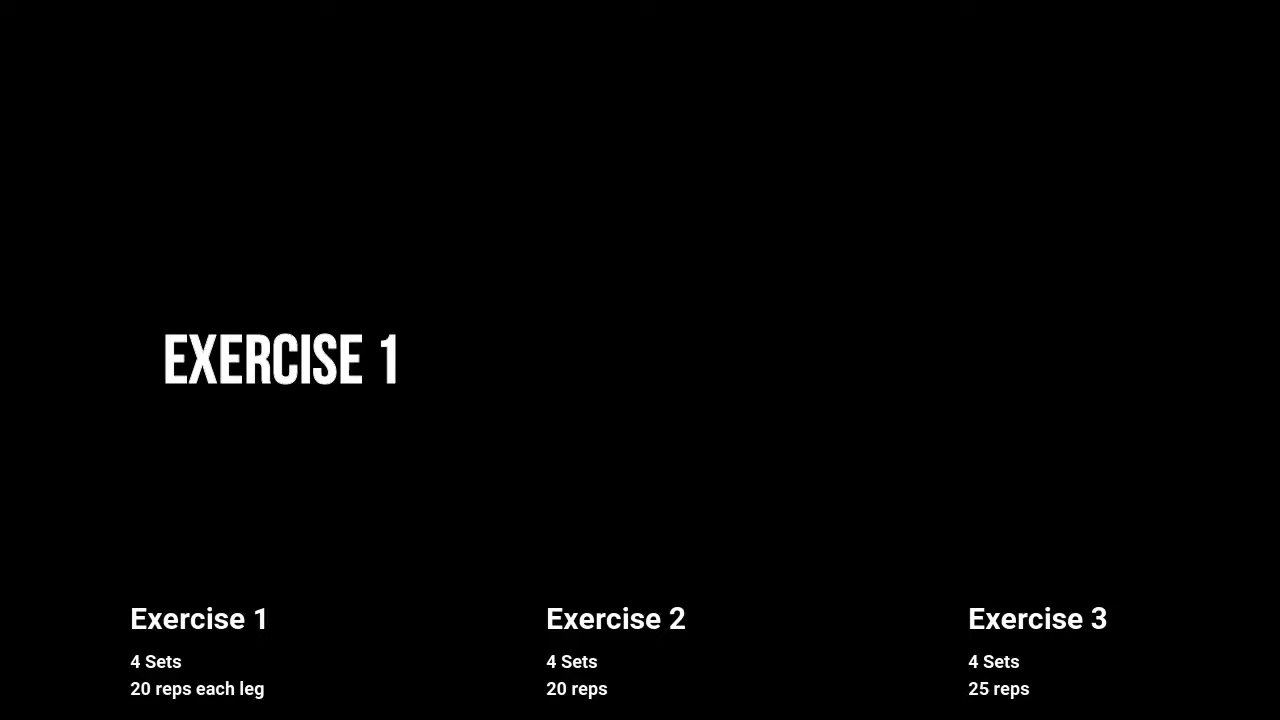 EXERCISE 1
Exercise 1
4 Sets
20 reps each leg
Exercise 2
4 Sets
20 reps
Exercise 3
4 Sets
25 reps